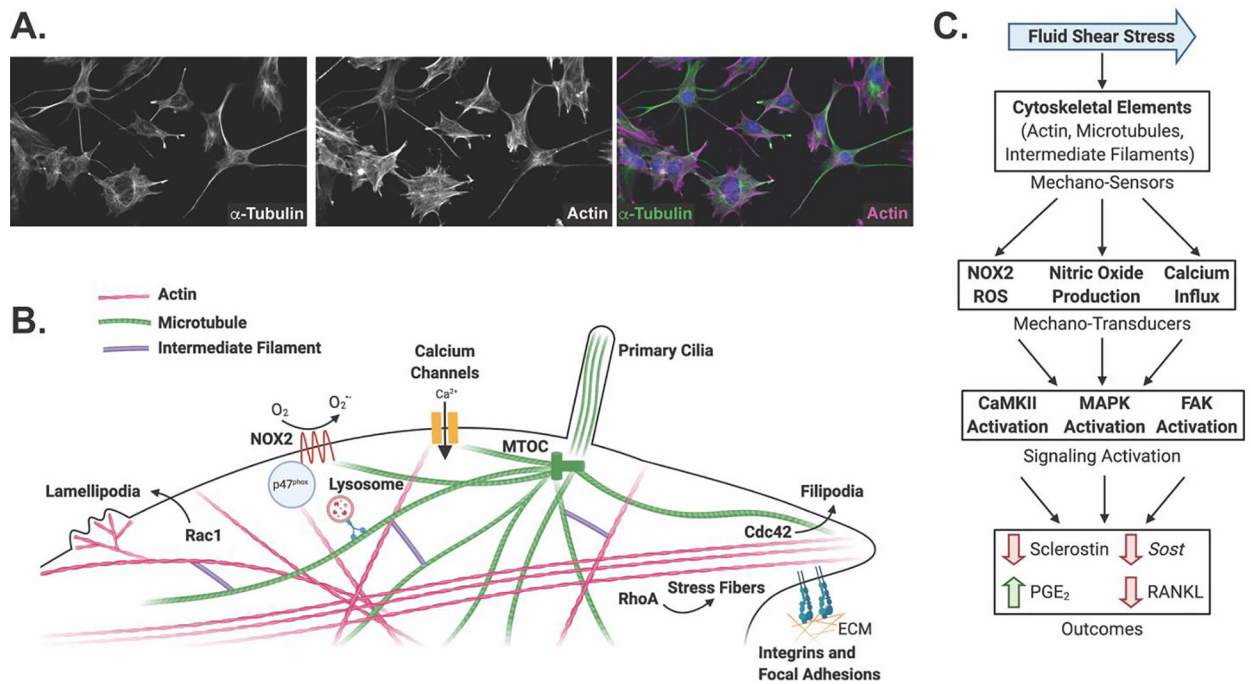 A.
α-Tubulin
Actin
α-Tubulin
Actin
B.
Actin
Microtubule
Intermediate Filament
Calcium
Channels
Ca²⁺
Primary Cilia
O₂
O₂˙⁻
NOX2
MTOC
p47ᵖʰᵒˣ
Lysosome
Lamellipodia
Rac1
Filipodia
Cdc42
RhoA
Stress Fibers
ECM
Integrins and
Focal Adhesions
C.
Fluid Shear Stress
Cytoskeletal Elements
(Actin, Microtubules,
Intermediate Filaments)
Mechano-Sensors
NOX2 Nitric Oxide Calcium
ROS Production Influx
Mechano-Transducers
CaMKII MAPK FAK
Activation Activation Activation
Signaling Activation
Sclerostin Sost
PGE₂ RANKL
Outcomes